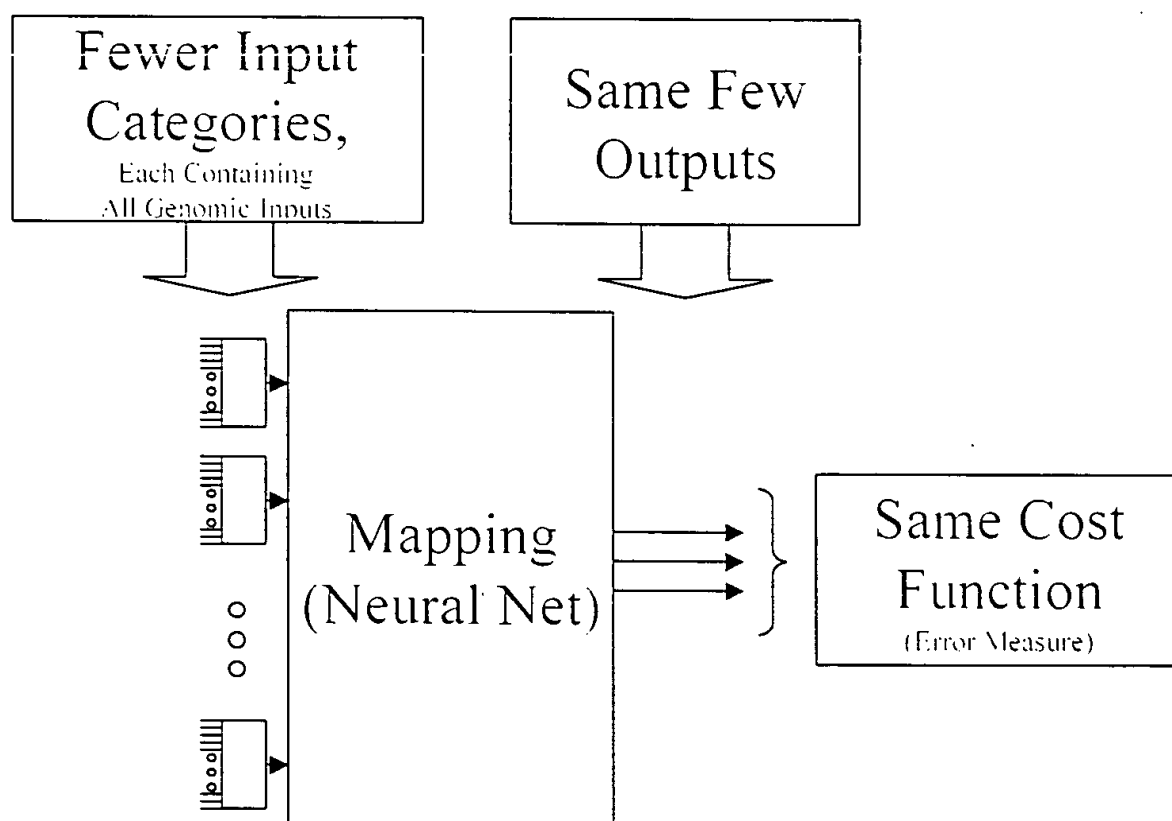 Fewer Input
Categories,
Each Containing
All Genomic Inputs
Same Few
Outputs
Mapping
(Neural Net)
Same Cost
Function
(Error Measure)